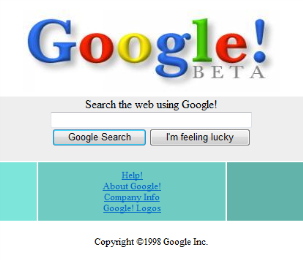 Google!
BETA
Search the web using Google!
Google Search I'm feeling lucky
Help!
About Google!
Company Info
Google! Logos
Copyright ©1998 Google Inc.